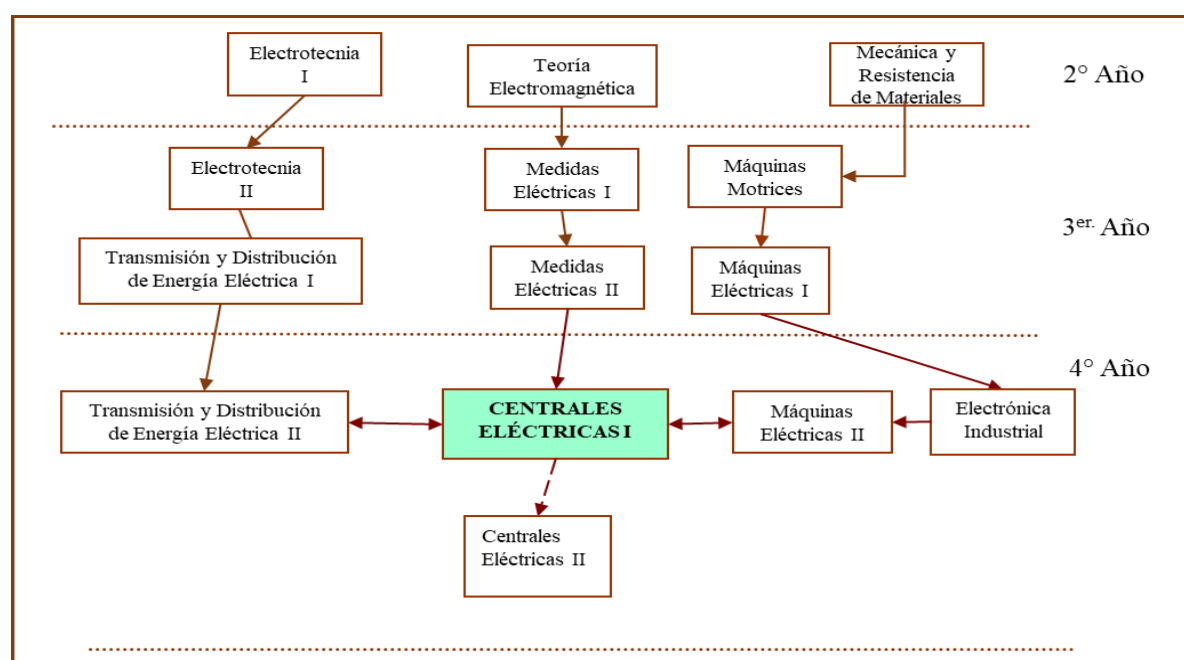 Electrotecnia
I
Teoría
Electromagnética
Mecánica y
Resistencia
de Materiales
2° Año
Electrotecnia
II
Medidas
Eléctricas I
Máquinas
Motrices
3er. Año
Transmisión y Distribución
de Energía Eléctrica I
Medidas
Eléctricas II
Máquinas
Eléctricas I
4° Año
Transmisión y Distribución
de Energía Eléctrica II
CENTRALES
ELÉCTRICAS I
Máquinas
Eléctricas II
Electrónica
Industrial
Centrales
Eléctricas II